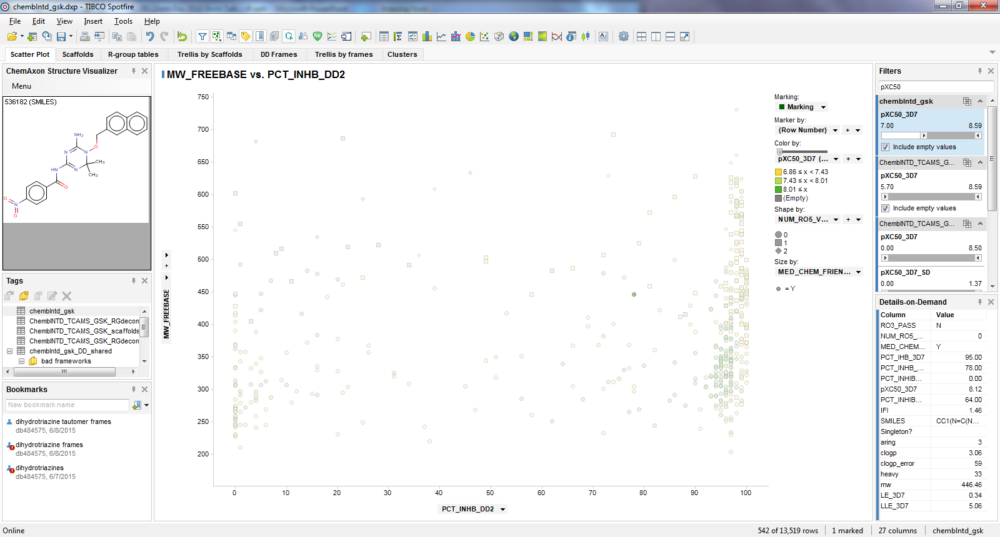 chemblntd_gsk.dxp - TIBCO Spotfire
File Edit View Insert Tools Help
Scatter Plot Scaffolds R-group tables Trellis by Scaffolds DD Frames Trellis by frames Clusters
ChemAxon Structure Visualizer
Menu
536182 (SMILES)
NH2
N
N
O
CH3
HN
N
CH3
O
O
N
O
Tags
chemblntd_gsk
ChemblNTD_TCAMS_GSK_RGdecon
ChemblNTD_TCAMS_GSK_scaffolds
ChemblNTD_TCAMS_GSK_RGdecon
chemblntd_gsk_DD_shared
bad frameworks
Bookmarks
New bookmark name
dihydrotriazine tautomer frames
db484575, 6/8/2015
dihydrotriazine frames
db484575, 6/8/2015
dihydrotriazines
db484575, 6/7/2015
MW_FREEBASE vs. PCT_INHB_DD2
750
700
650
600
550
500
450
400
350
300
250
200
MW_FREEBASE
+
0 10 20 30 40 50 60 70 80 90 100
PCT_INHB_DD2
Marking:
Marking
Marker by:
(Row Number) +
Color by:
pXC50_3D7 (... +
6.86 ≤ x < 7.43
7.43 ≤ x < 8.01
8.01 ≤ x
(Empty)
Shape by:
NUM_RO5_V... +
0
1
2
Size by:
MED_CHEM_FRIEN...
= Y
Filters
pXC50
chemblntd_gsk
pXC50_3D7
7.00 8.59
Include empty values
ChemblNTD_TCAMS_G...
pXC50_3D7
5.70 8.59
Include empty values
ChemblNTD_TCAMS_G...
pXC50_3D7
0.00 8.50
pXC50_3D7_SD
0.00 1.37
Details-on-Demand
Column Value
RO3_PASS N
NUM_RO5_... 0
MED_CHEM... Y
PCT_IHB_3D7 95.00
PCT_INHB_... 78.00
PCT_INHIB... 0.00
pXC50_3D7 8.12
PCT_INHIB... 64.00
IFI 1.46
SMILES CC1(N=C(N...
Singleton?
aring 3
clogp 3.06
clogp_error 59
heavy 33
mw 446.46
LE_3D7 0.34
LLE_3D7 5.06
Online
542 of 13,519 rows 1 marked 27 columns chemblntd_gsk